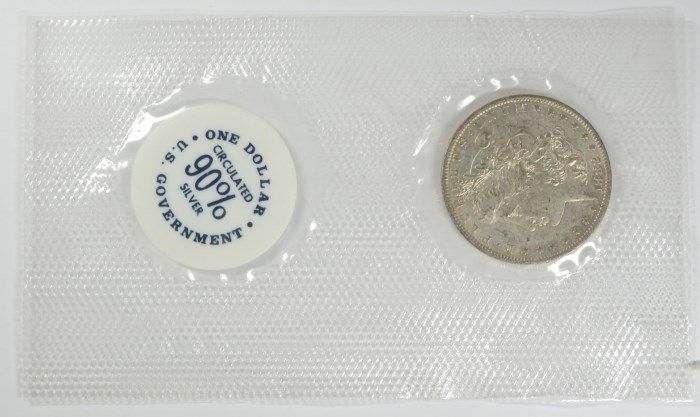 • ONE DOLLAR •
U.S. GOVERNMENT
CIRCULATED
90%
SILVER